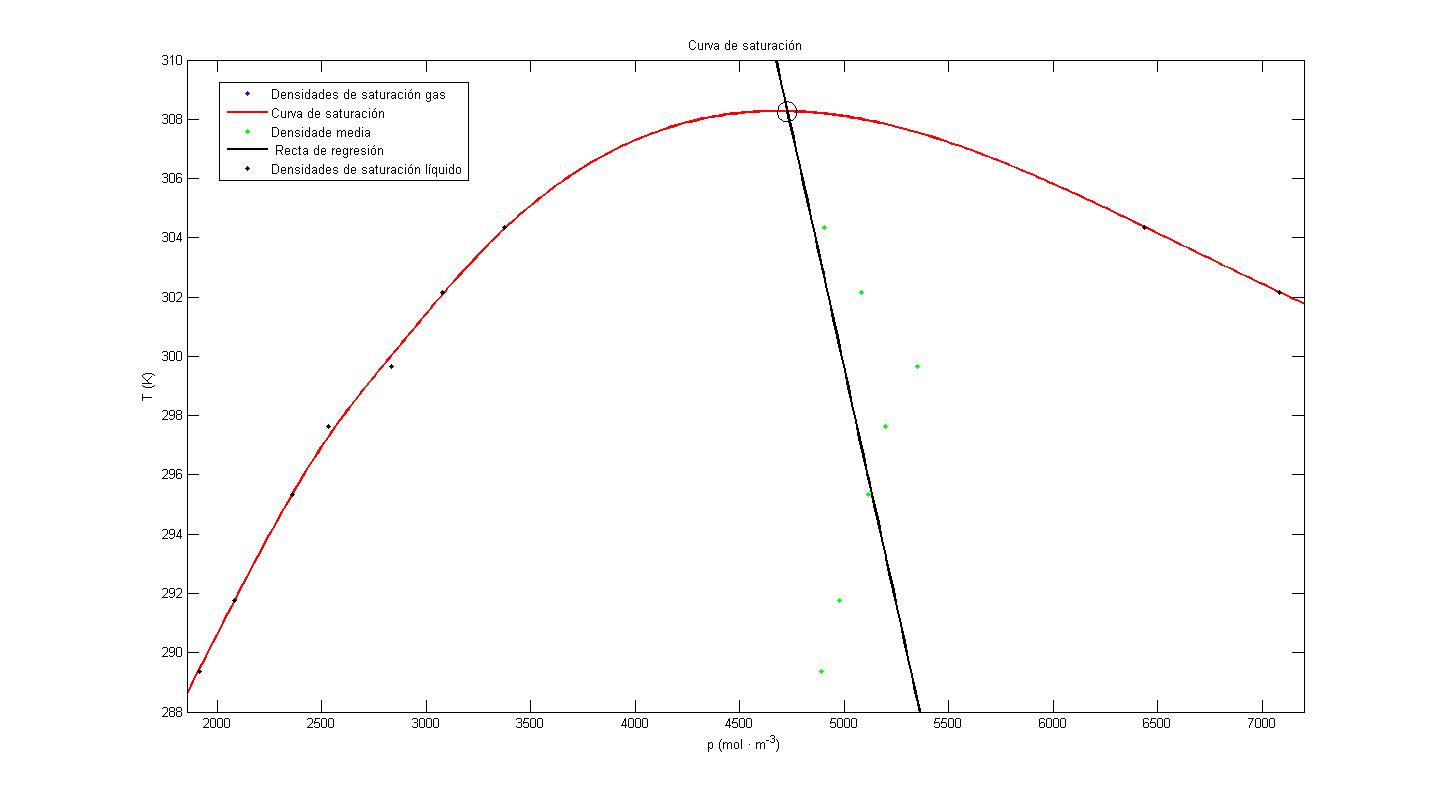 Curva de saturación
310
308
306
304
302
300
298
296
294
292
290
288
T (K)
Densidades de saturación gas
Curva de saturación
Densidade media
Recta de regresión
Densidades de saturación líquido
2000 2500 3000 3500 4000 4500 5000 5500 6000 6500 7000
p (mol · m⁻³)